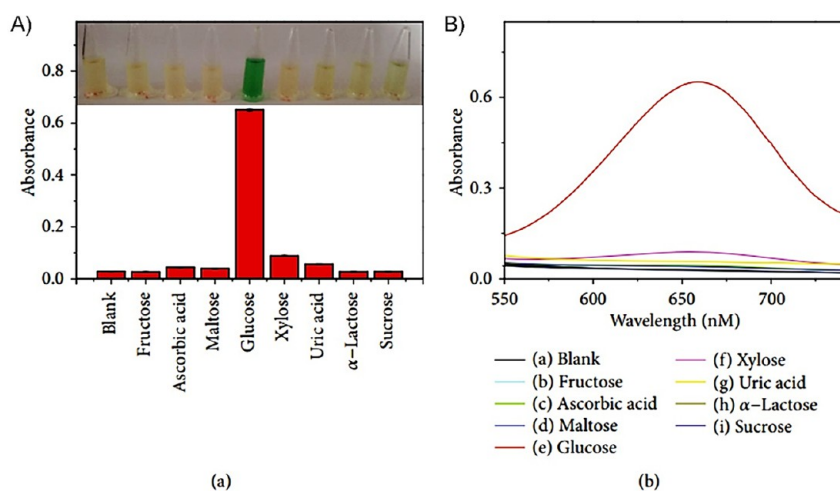 A)
Absorbance
0.8
0.6
0.4
0.2
0.0
Blank
Fructose
Ascorbic acid
Maltose
Glucose
Xylose
Uric acid
α−Lactose
Sucrose
(a)
B)
Absorbance
0.6
0.3
0.0
550
600
650
700
Wavelength (nM)
(a) Blank
(b) Fructose
(c) Ascorbic acid
(d) Maltose
(e) Glucose
(f) Xylose
(g) Uric acid
(h) α−Lactose
(i) Sucrose
(b)